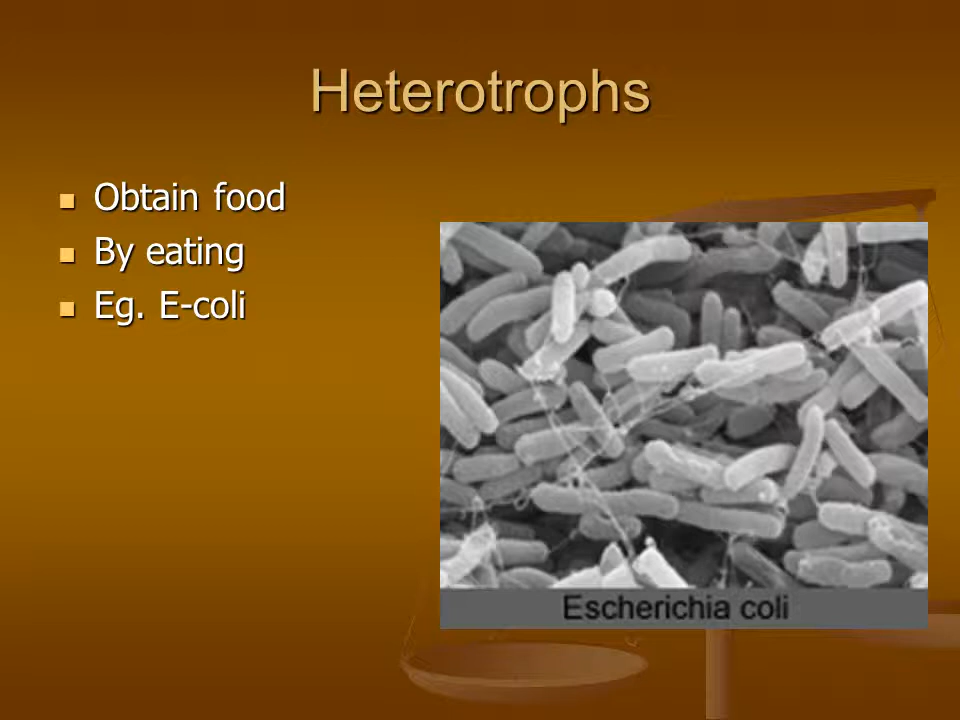 Heterotrophs
Obtain food
By eating
Eg. E-coli
Escherichia coli